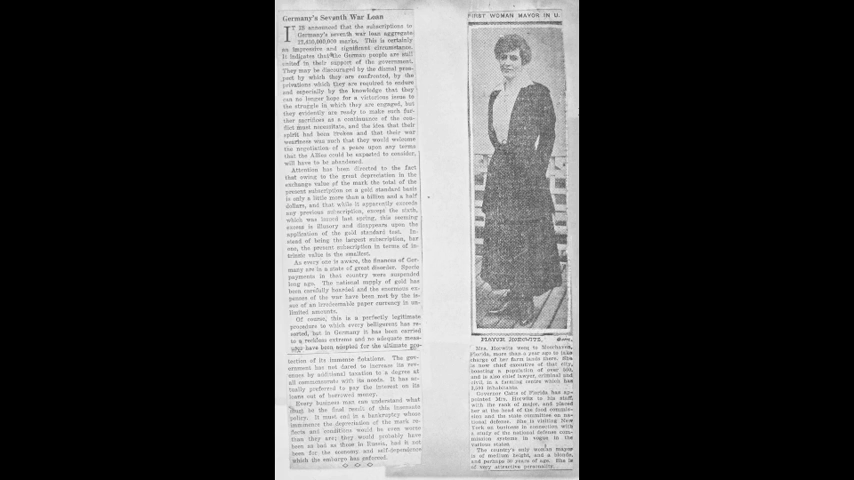 Germany's Seventh War Loan
IT IS announced that the subscriptions to
Germany's seventh war loan aggregate
12,430,000,000 marks. This is certainly
an impressive and significant circumstance.
It indicates that the German people are still
united in their support of the government.
They may be discouraged by the dismal pros-
pect by which they are confronted, by the
privations which they are required to endure
and especially by the knowledge that they
can no longer hope for a victorious issue to
the struggle in which they are engaged, but
they evidently are ready to make such fur-
ther sacrifices as a continuance of the con-
flict must necessitate, and the idea that their
spirit had been broken and that their war
weariness was such that they would welcome
the negotiation of a peace upon any terms
that the Allies could be expected to consider,
will have to be abandoned.
Attention has been directed to the fact
that owing to the great depreciation in the
exchange value of the mark the total of the
present subscription on a gold standard basis
is only a little more than a billion and a half
dollars, and that while it apparently exceeds
any previous subscription, except the sixth,
which was issued last spring, this seeming
excess is illusory and disappears upon the
application of the gold standard test. In-
stead of being the largest subscription, bar
one, the present subscription in terms of in-
trinsic value is the smallest.
As every one is aware, the finances of Ger-
many are in a state of great disorder. Specie
payments in that country were suspended
long ago. The national supply of gold has
been carefully hoarded and the enormous ex-
penses of the war have been met by the is-
sue of an irredeemable paper currency in un-
limited amounts.
Of course, this is a perfectly legitimate
procedure to which every belligerent has re-
sorted, but in Germany it has been carried
to a reckless extreme and no adequate meas-
ures have been adopted for the ultimate pro-
tection of its immense flotations. The gov-
ernment has not dared to increase its rev-
enues by additional taxation to a degree at
all commensurate with its needs. It has ac-
tually preferred to pay the interest on its
loans out of borrowed money.
Every business man can understand what
must be the final result of this insensate
policy. It must end in a bankruptcy whose
imminence the depreciation of the mark re-
flects and conditions would be even worse
than they are; they would probably have
been as bad as those in Russia, had it not
been for the economy and self-dependence
which the embargo has enforced.
FIRST WOMAN MAYOR IN U.
MAYOR HORWITZ.
Mrs. Horwitz went to Moorhaven,
Florida, more than a year ago to take
charge of her farm lands there. She
is now chief executive of that city,
boasting a population of over 500,
and is also chief lawyer, criminal and
civil, in a farming center which has
2,500 inhabitants.
Governor Catts of Florida has ap-
pointed Mrs. Horwitz to his staff,
with the rank of major, and placed
her at the head of the food commis-
sion and the state committee on na-
tional defense. She is visiting New
York on business in connection with
a study of the national defense com-
mission systems in vogue in the
various states.
The country's only woman mayor
is of medium height, and a blonde,
and perhaps 30 years of age. She is
of very attractive personality.